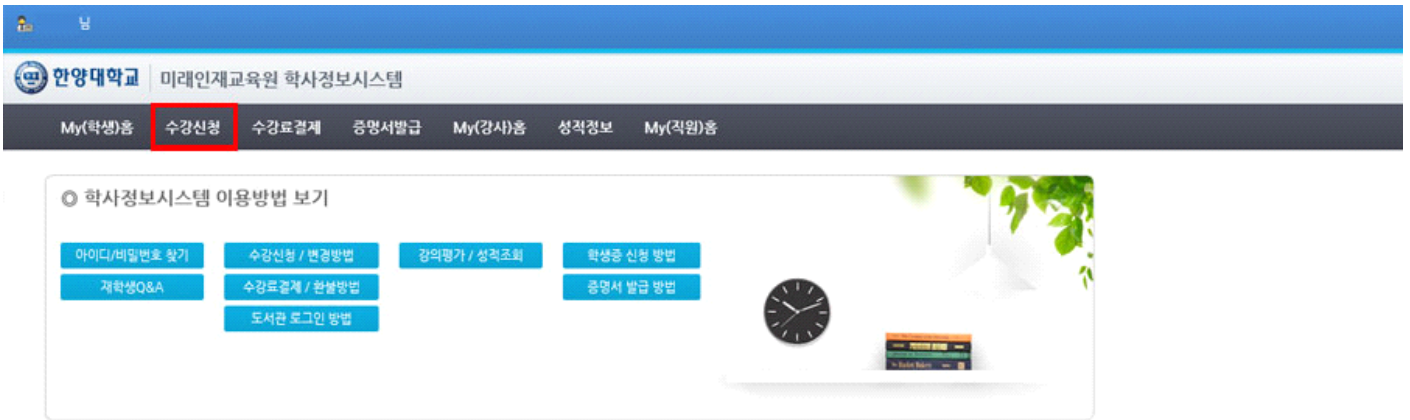 님
한양대학교 미래인재교육원 학사정보시스템
My(학생)홈 수강신청 수강료결제 증명서발급 My(강사)홈 성적정보 My(직원)홈
◎ 학사정보시스템 이용방법 보기
아이디/비밀번호 찾기 수강신청 / 변경방법 강의평가 / 성적조회 학생증 신청 방법
재학생Q&A 수강료결제 / 환불방법 증명서 발급 방법
도서관 로그인 방법